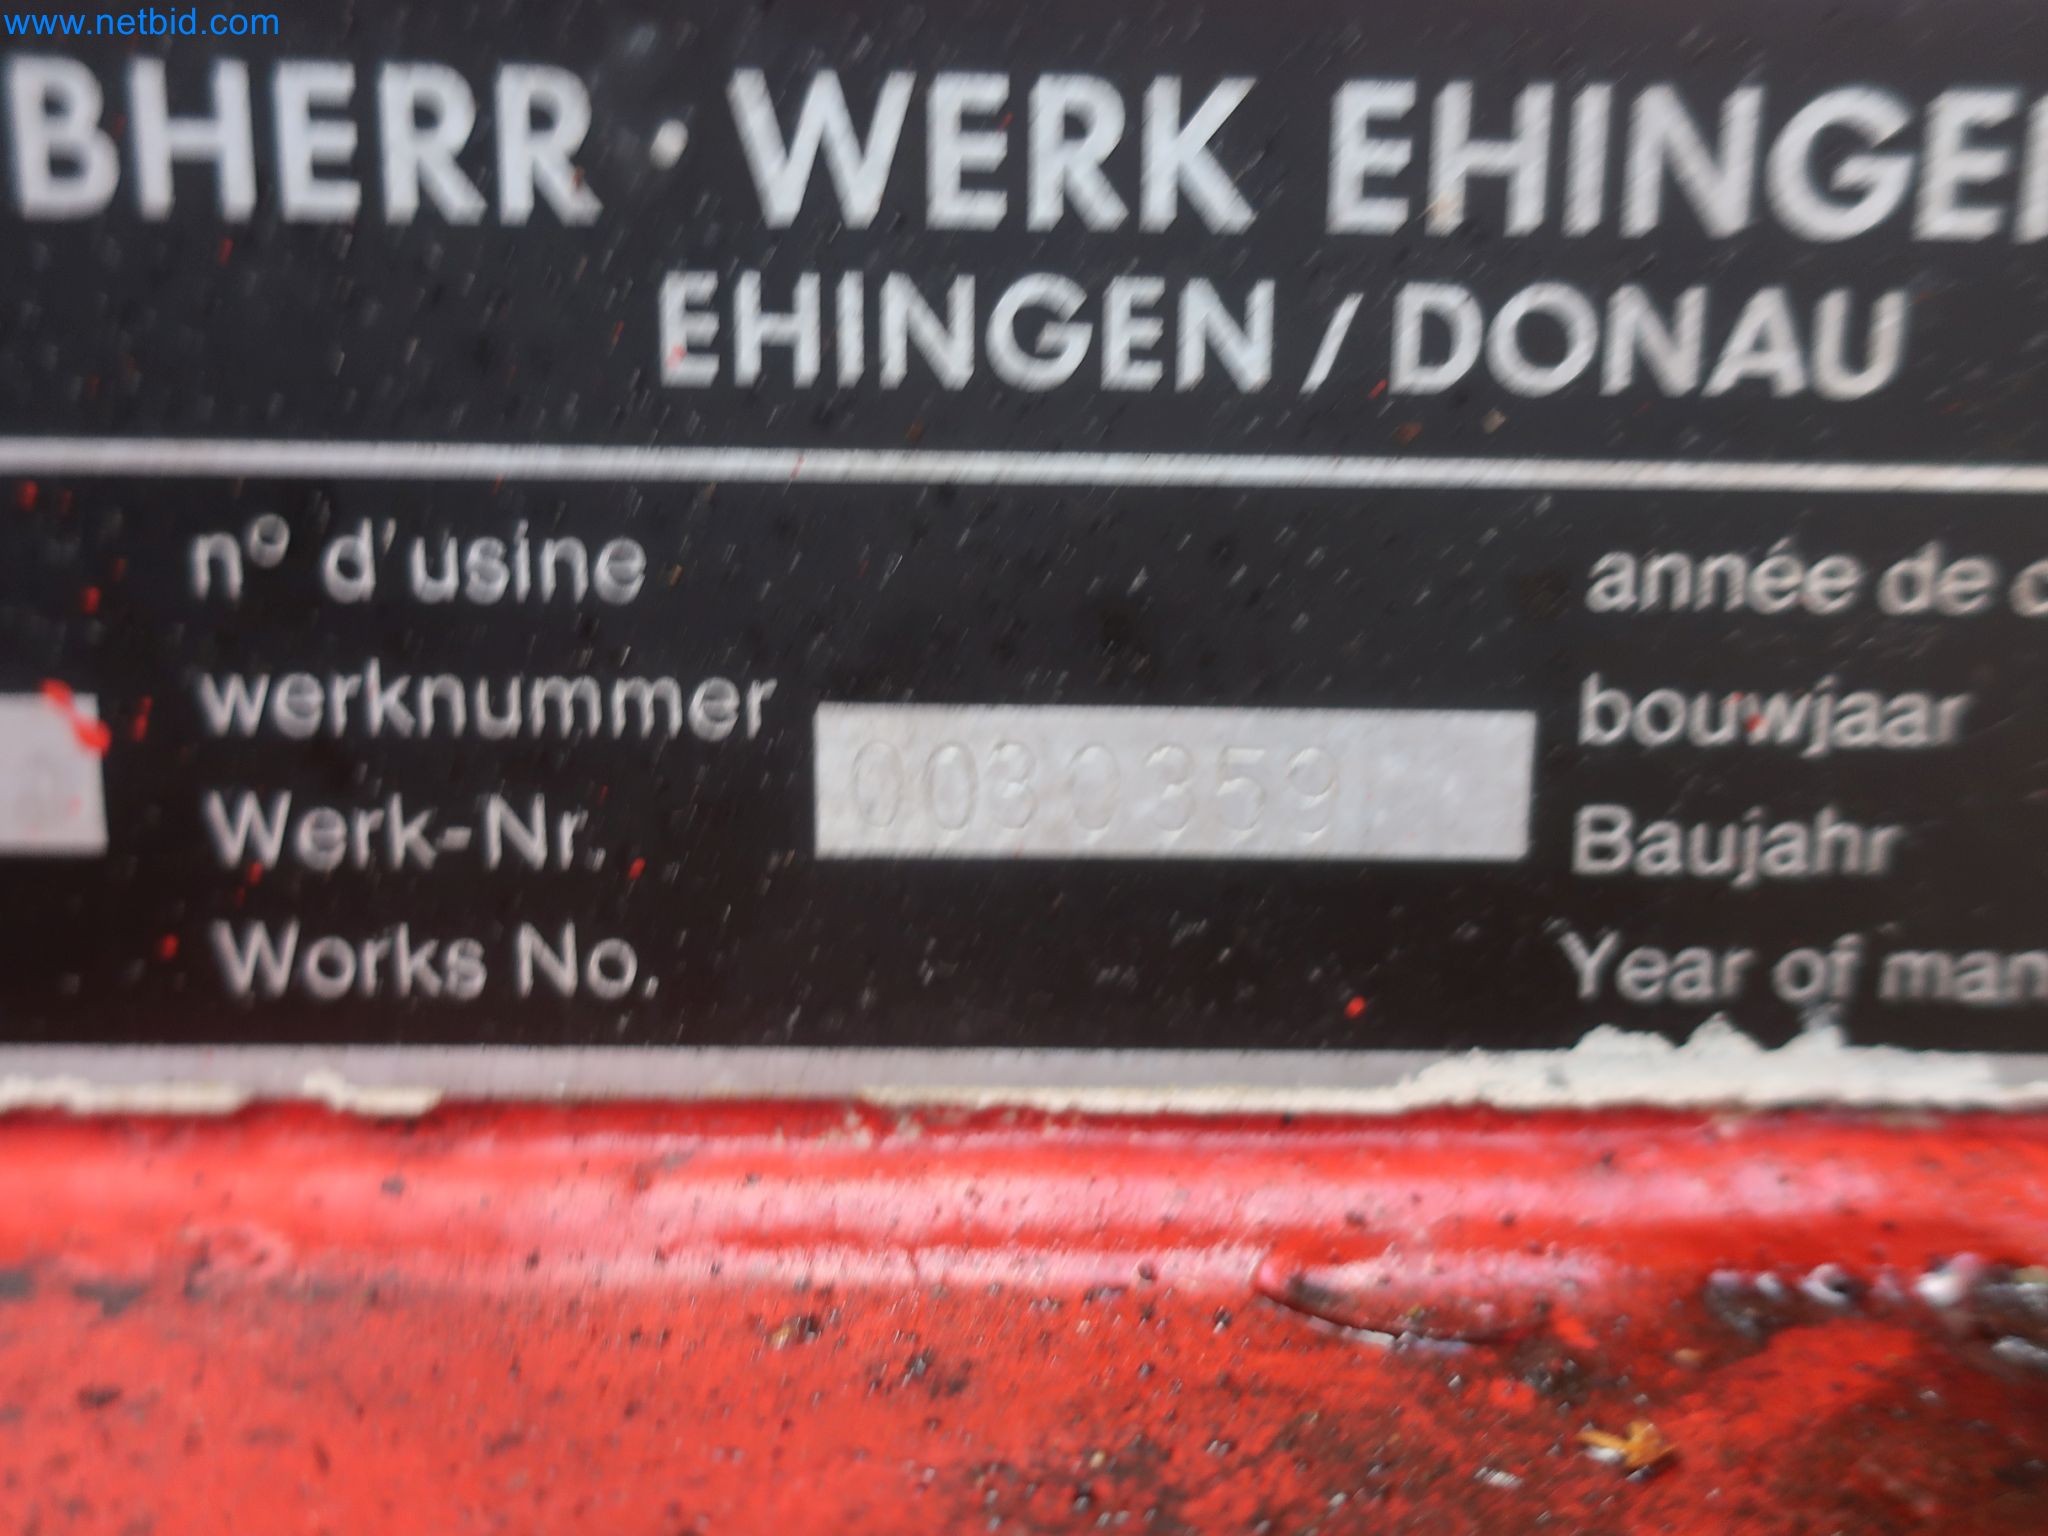 www.netbid.com
BHERR · WERK EHINGE
EHINGEN / DONAU
n° d'usine
werknummer
Werk-Nr.
Works No.
0030359
année de c
bouwjaar
Baujahr
Year of man